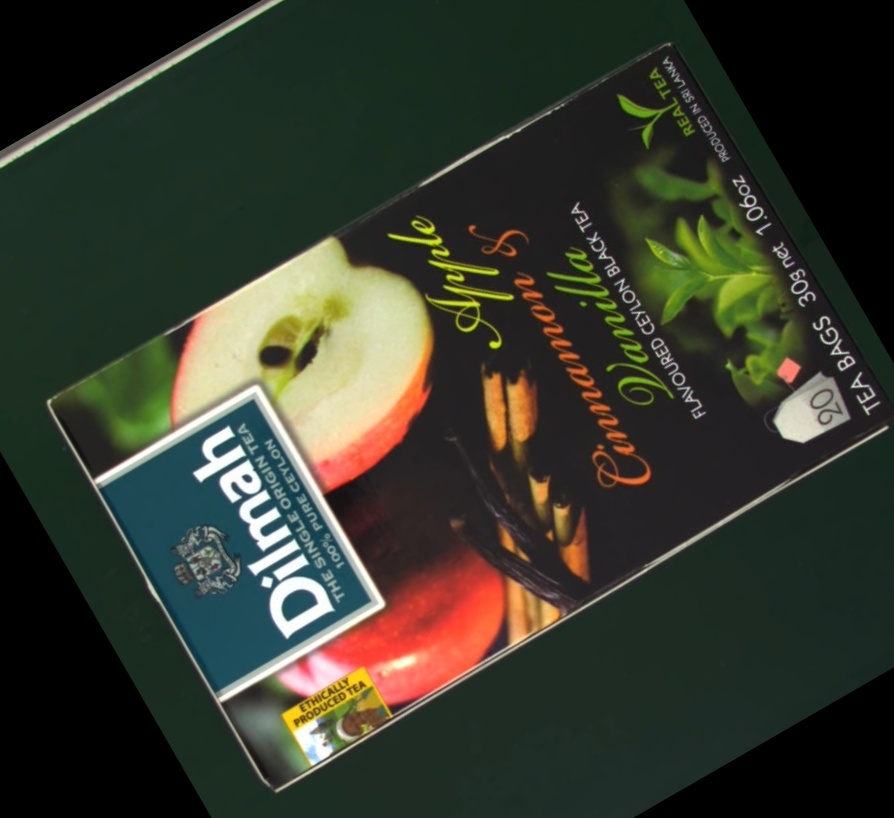 Dilmah
THE SINGLE ORIGIN TEA
100% PURE CEYLON
ETHICALLY
PRODUCED TEA
Apple
Cinnamon &
Vanilla
FLAVOURED CEYLON BLACK TEA
REAL TEA
PRODUCED IN SRI LANKA
20
TEA BAGS 30g net 1.06oz